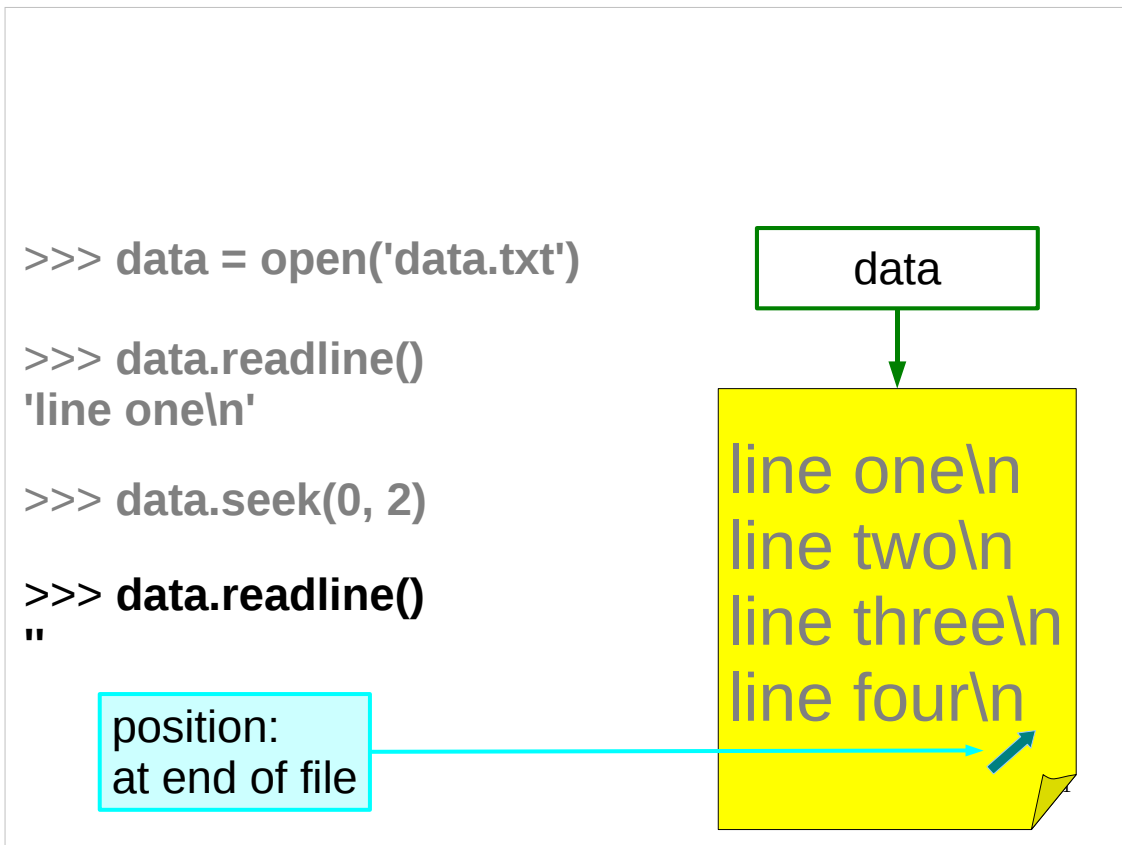 >>> data = open('data.txt')
>>> data.readline()
'line one\n'
>>> data.seek(0, 2)
>>> data.readline()
''
position:
at end of file
data
line one\n
line two\n
line three\n
line four\n